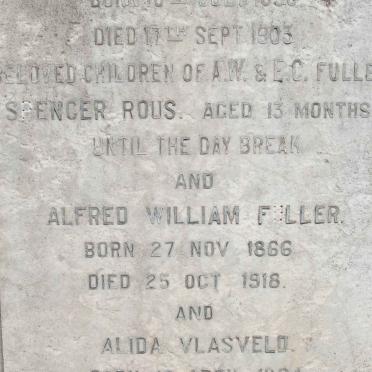 DIED 17TH SEPT 1903
BELOVED CHILDREN OF A.W. & E.C. FULLE
SPENCER ROUS. AGED 13 MONTHS
UNTIL THE DAY BREAK
AND
ALFRED WILLIAM FULLER.
BORN 27 NOV 1866
DIED 25 OCT 1918.
AND
ALIDA VLASVELD.